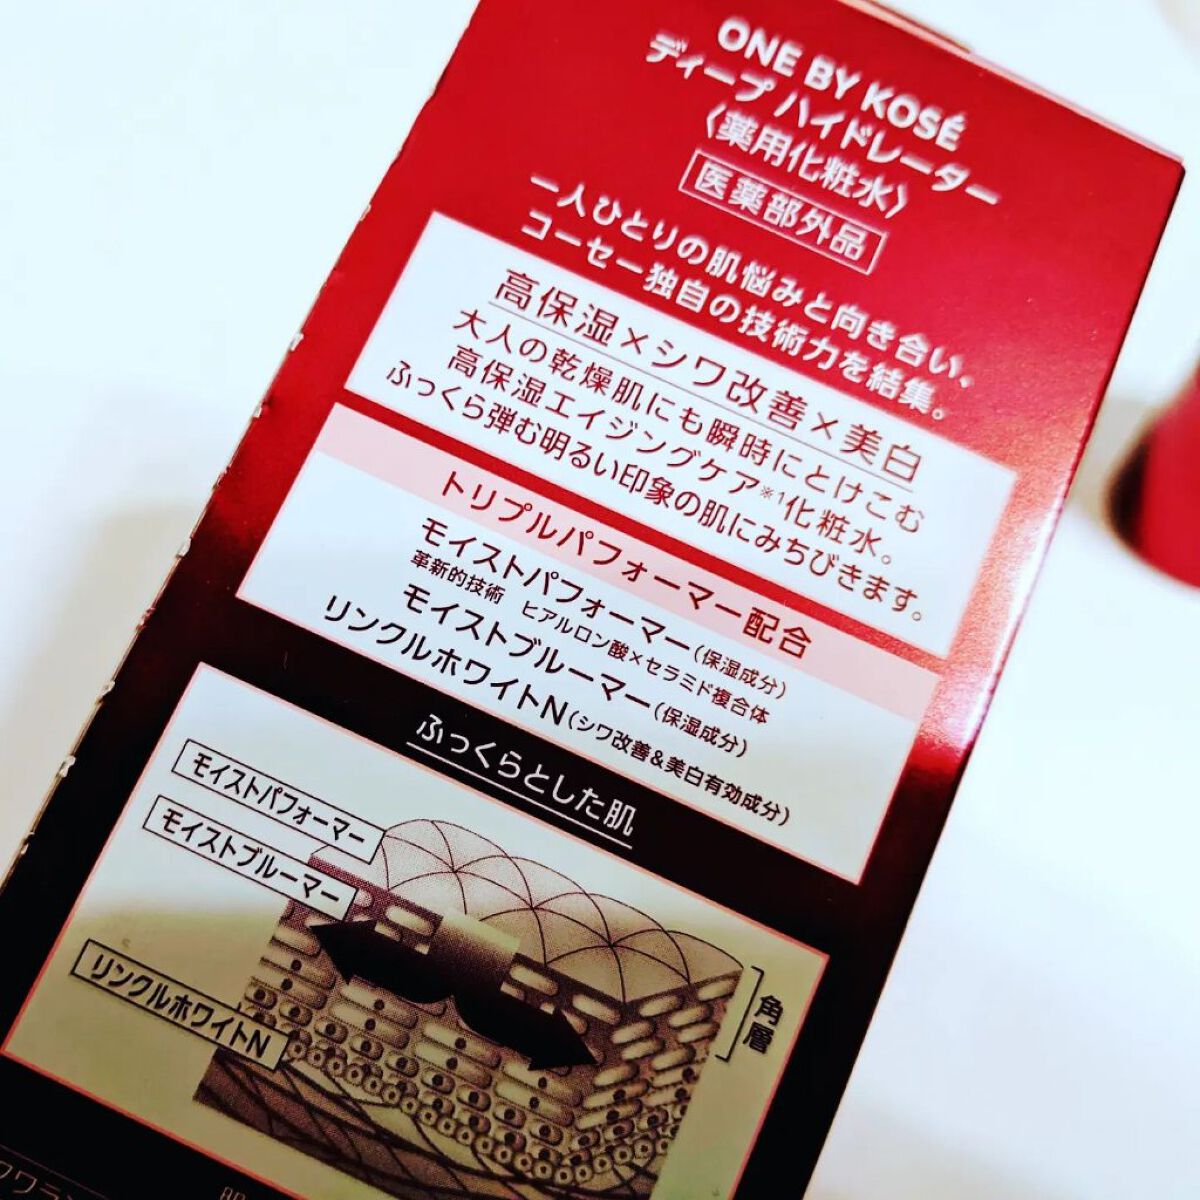 ONE BY KOSÉ
ディープ ハイドレーター
〈薬用化粧水〉
医薬部外品
一人ひとりの肌悩みと向き合い、
コーセー独自の技術力を結集。
高保湿×シワ改善×美白
大人の乾燥肌にも瞬時にとけこむ
高保湿エイジングケア※1化粧水。
ふっくら弾む明るい印象の肌にみちびきます。
トリプルパフォーマー配合
モイストパフォーマー(保湿成分)
革新的技術 ヒアルロン酸×セラミド複合体
モイストブルーマー(保湿成分)
リンクルホワイトN(シワ改善&美白有効成分)
ふっくらとした肌
モイストパフォーマー
モイストブルーマー
リンクルホワイトN
角層